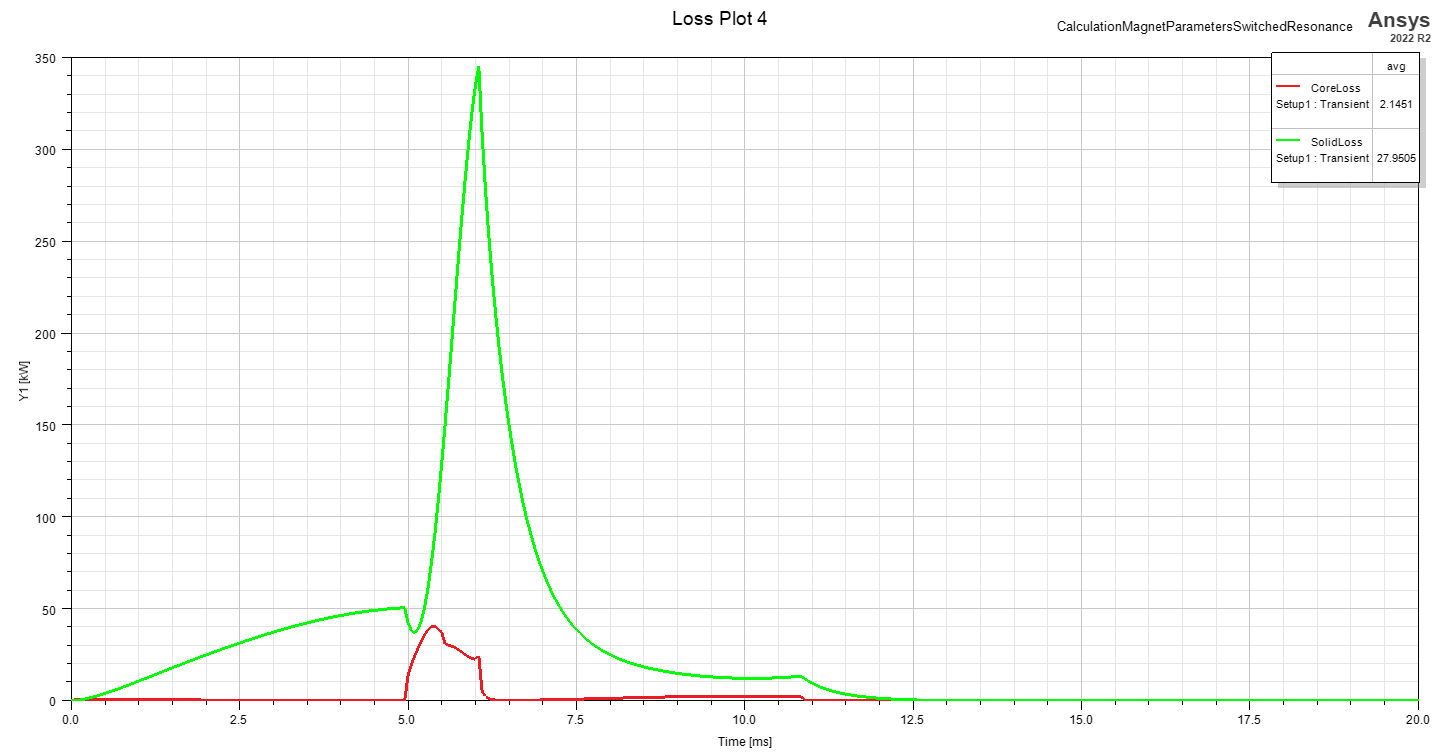 Loss Plot 4
CalculationMagnetParametersSwitchedResonance
Ansys
2022 R2
avg
CoreLoss
Setup1 : Transient 2.1451
SolidLoss
Setup1 : Transient 27.9505
Y1 [kW]
350
300
250
200
150
100
50
0
0.0 2.5 5.0 7.5 10.0 12.5 15.0 17.5 20.0
Time [ms]